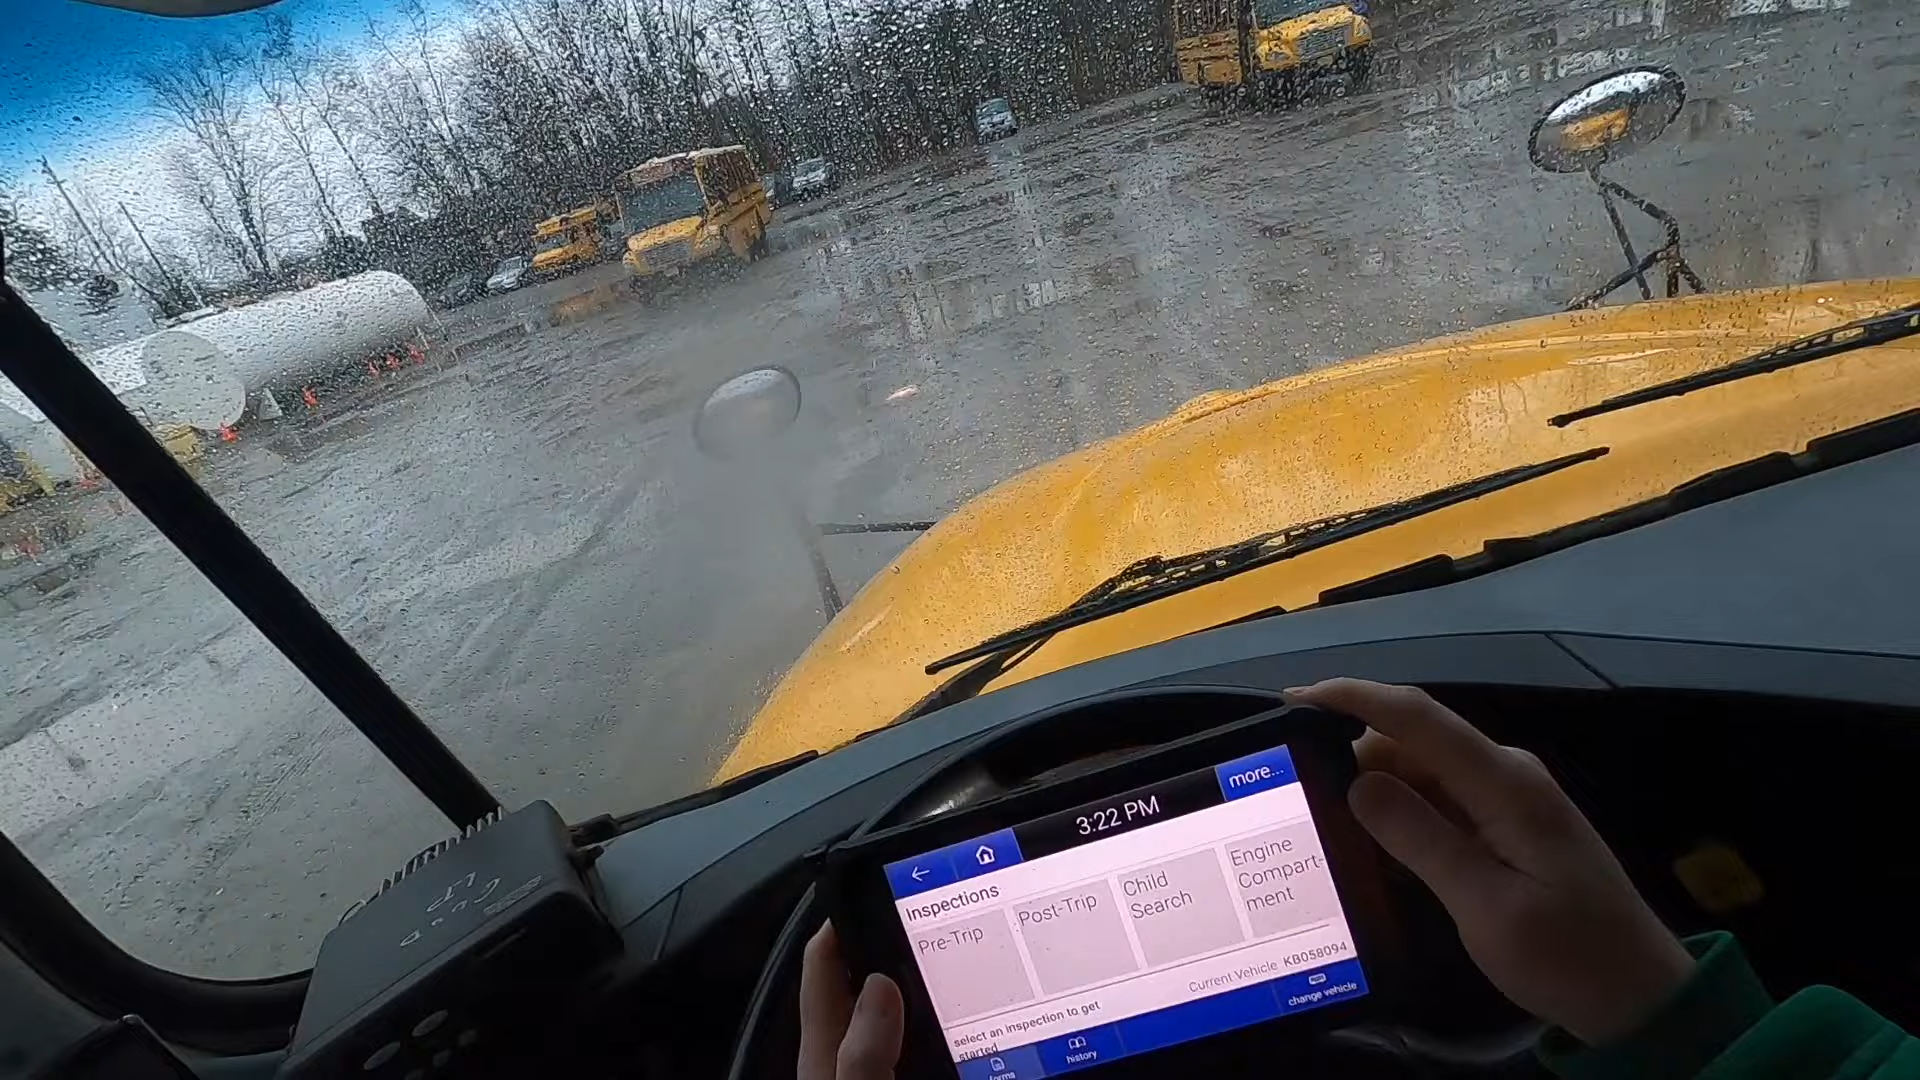 more...
3:22 PM
Inspections
Pre-Trip
Post-Trip
Child
Search
Engine
Compart-
ment
Current Vehicle KB058094
select an inspection to get
started
forms
history
change vehicle